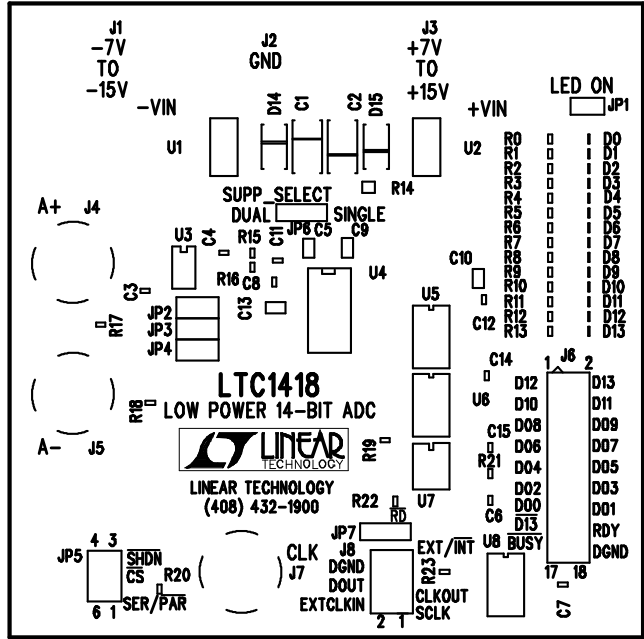 J1
-7V
TO
-15V
J2
GND
J3
+7V
TO
+15V
LED ON
JP1
-VIN
+VIN
D14
C1
C2
D15
U1
U2
R14
R0 D0
R1 D1
R2 D2
R3 D3
R4 D4
R5 D5
R6 D6
R7 D7
R8 D8
R9 D9
R10 D10
R11 D11
R12 D12
R13 D13
SUPP_SELECT
DUAL SINGLE
JP6
A+
J4
U3
C4
R15
C11
C5
C9
R16
C8
C3
C13
U4
C10
C12
JP2
JP3
JP4
R17
U5
LTC1418
LOW POWER 14-BIT ADC
R18
A-
J5
LINEAR
TECHNOLOGY
LINEAR TECHNOLOGY
(408) 432-1900
R19
U6
U7
C14
C15
R21
C6
J6
1 2
D12 D13
D10 D11
D08 D09
D06 D07
D04 D05
D02 D03
D00 D01
D13 RDY
BUSY DGND
17 18
U8
C7
R22
RD
JP7
EXT/INT
J8
DGND
DOUT
EXTCLKIN
R23
CLKOUT
SCLK
2 1
CLK
J7
4 3
JP5
SHDN
CS
R20
SER/PAR
6 1